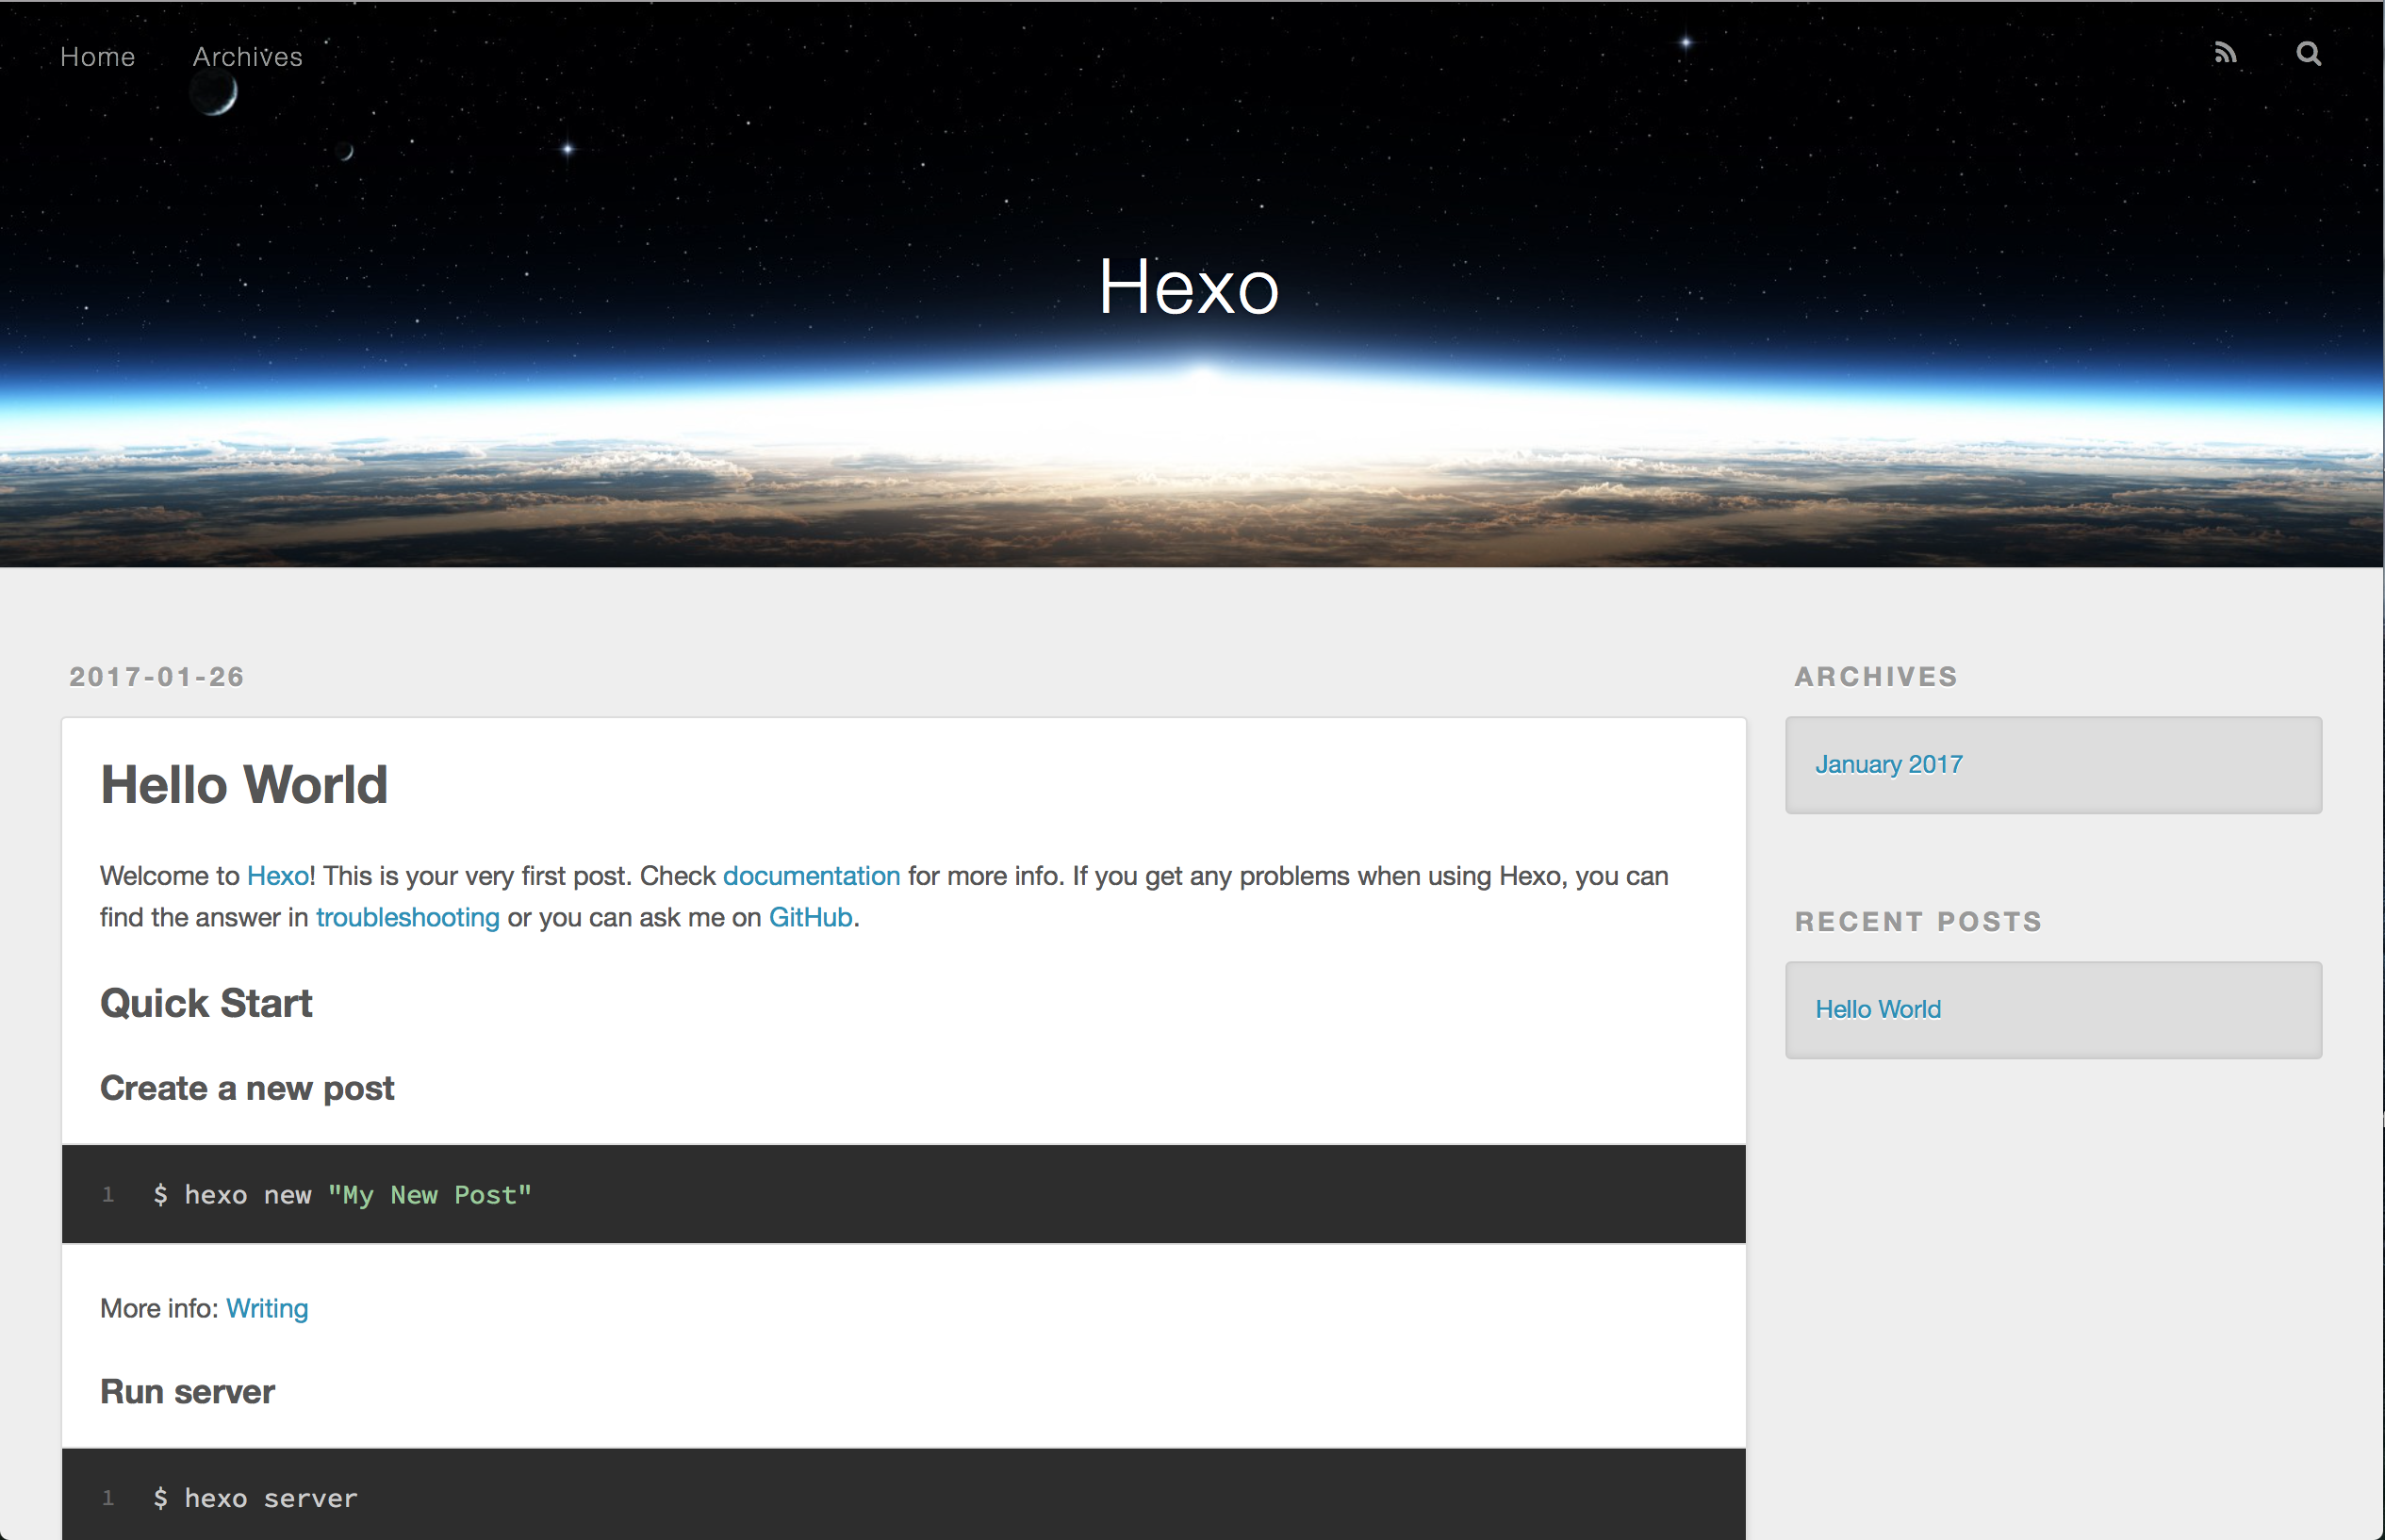 Home Archives
Hexo
2017-01-26
Hello World
Welcome to Hexo! This is your very first post. Check documentation for more info. If you get any problems when using Hexo, you can
find the answer in troubleshooting or you can ask me on GitHub.
Quick Start
Create a new post
1 $ hexo new "My New Post"
More info: Writing
Run server
1 $ hexo server
ARCHIVES
January 2017
RECENT POSTS
Hello World